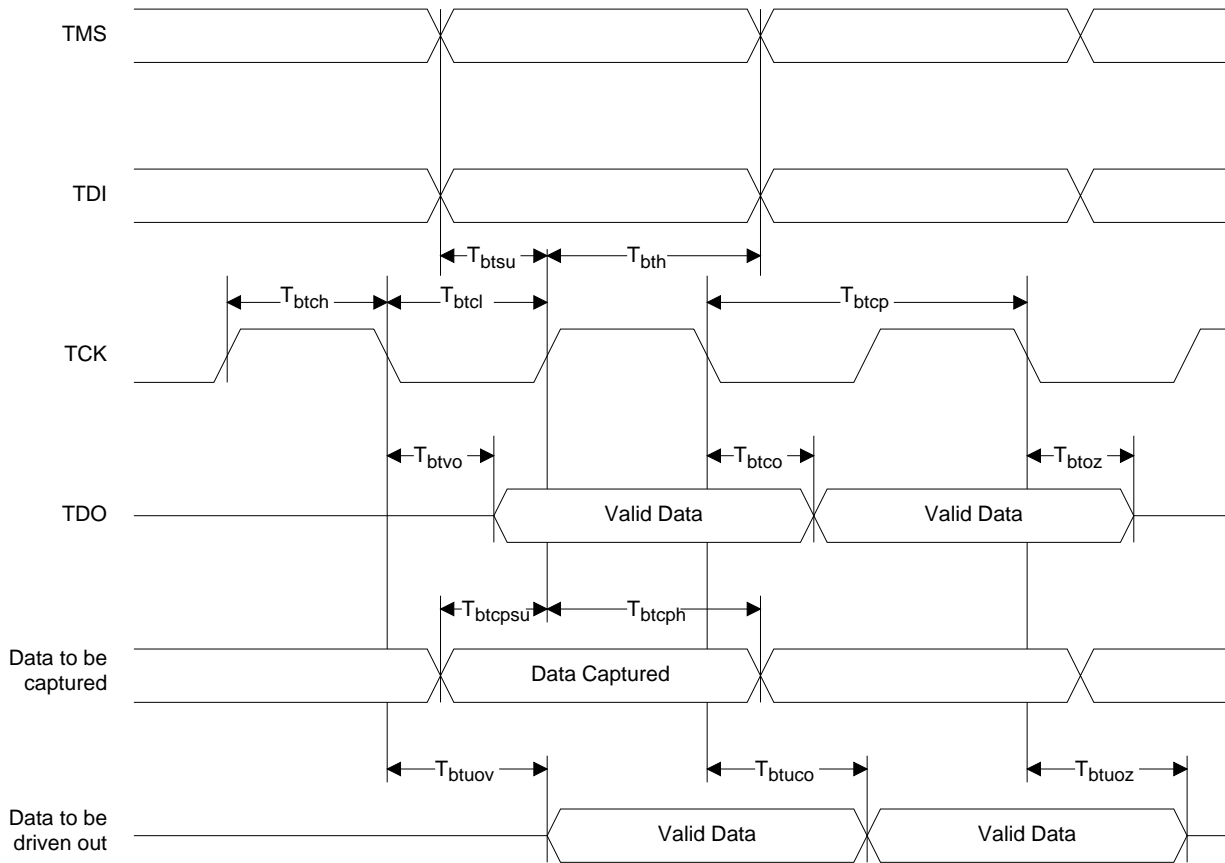 TMS
TDI
Tbtsu
Tbth
Tbtch
Tbtcl
Tbtcp
TCK
Tbtvo
Tbtco
Tbtoz
TDO
Valid Data
Valid Data
Tbtcpsu
Tbtcph
Data to be
captured
Data Captured
Tbtuov
Tbtuco
Tbtuoz
Data to be
driven out
Valid Data
Valid Data